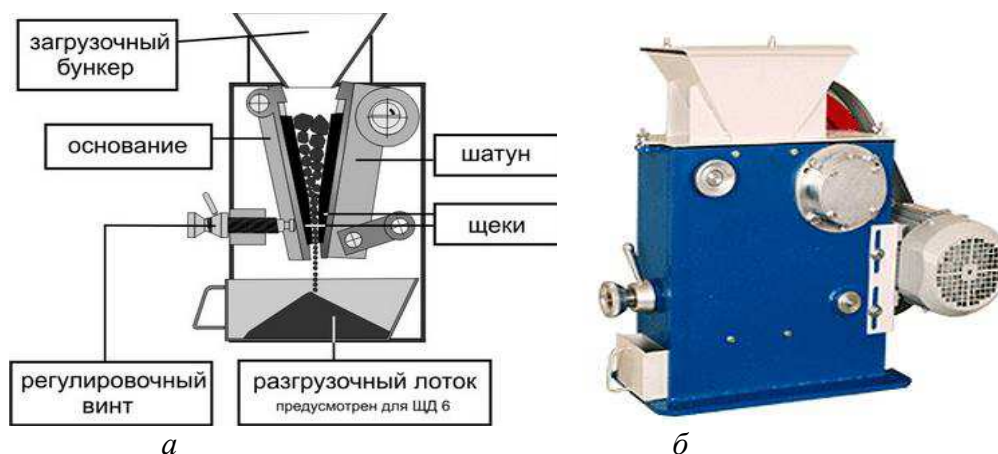 загрузочный
бункер
основание
шатун
щеки
регулировочный
винт
разгрузочный лоток
предусмотрен для ЩД 6
а
б